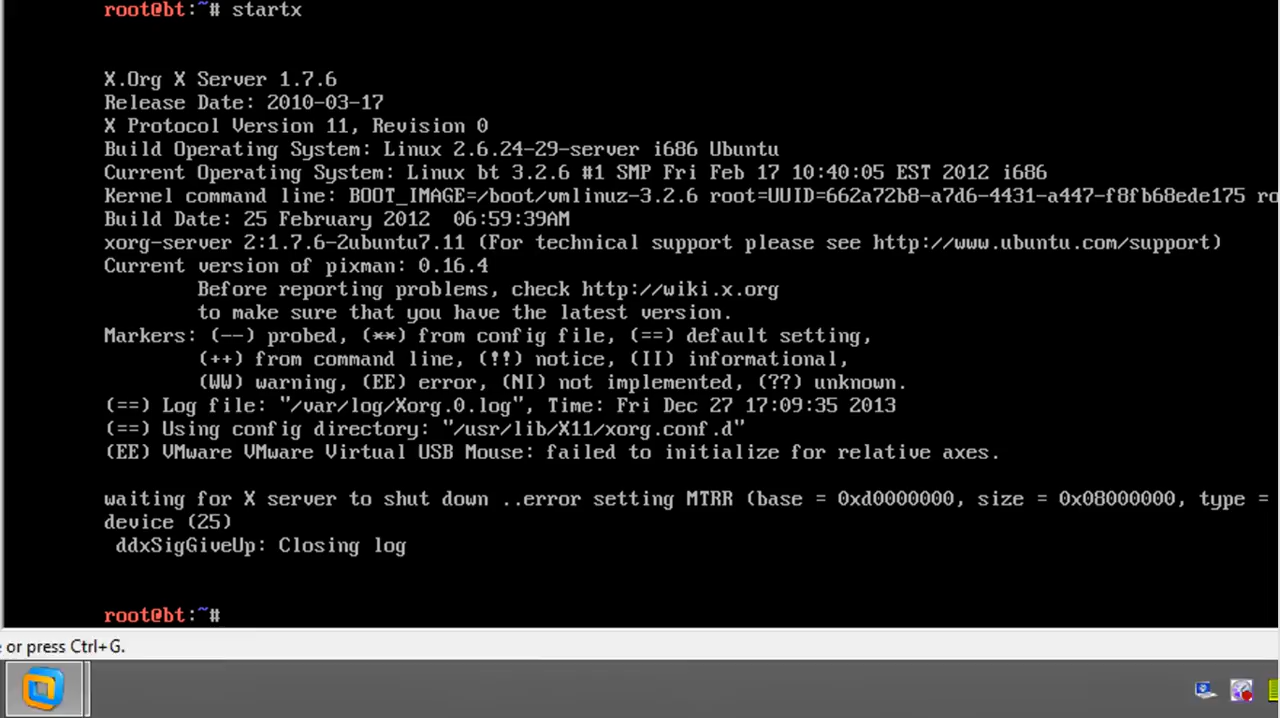 root@bt:~# startx
X.Org X Server 1.7.6
Release Date: 2010-03-17
X Protocol Version 11, Revision 0
Build Operating System: Linux 2.6.24-29-server i686 Ubuntu
Current Operating System: Linux bt 3.2.6 #1 SMP Fri Feb 17 10:40:05 EST 2012 i686
Kernel command line: BOOT_IMAGE=/boot/vmlinuz-3.2.6 root=UUID=662a72b8-a7d6-4431-a447-f8fb68ede175 ro
Build Date: 25 February 2012  06:59:39AM
xorg-server 2:1.7.6-2ubuntu7.11 (For technical support please see http://www.ubuntu.com/support)
Current version of pixman: 0.16.4
Before reporting problems, check http://wiki.x.org
to make sure that you have the latest version.
Markers: (--) probed, (**) from config file, (==) default setting,
(++) from command line, (!!) notice, (II) informational,
(WW) warning, (EE) error, (NI) not implemented, (??) unknown.
(==) Log file: "/var/log/Xorg.0.log", Time: Fri Dec 27 17:09:35 2013
(==) Using config directory: "/usr/lib/X11/xorg.conf.d"
(EE) VMware VMware Virtual USB Mouse: failed to initialize for relative axes.
waiting for X server to shut down ..error setting MTRR (base = 0xd0000000, size = 0x08000000, type =
device (25)
ddxSigGiveUp: Closing log
root@bt:~#
or press Ctrl+G.